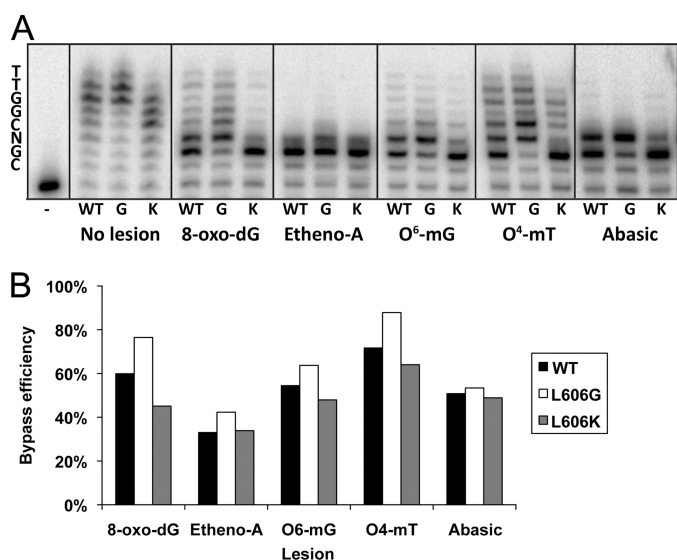 A
T
T
G
G
C
N
G
C
- WT G K WT G K WT G K WT G K WT G K WT G K
No lesion 8-oxo-dG Etheno-A O⁶-mG O⁴-mT Abasic
B
Bypass efficiency
100%
80%
60%
40%
20%
0%
8-oxo-dG Etheno-A O6-mG O4-mT Abasic
Lesion
WT
L606G
L606K